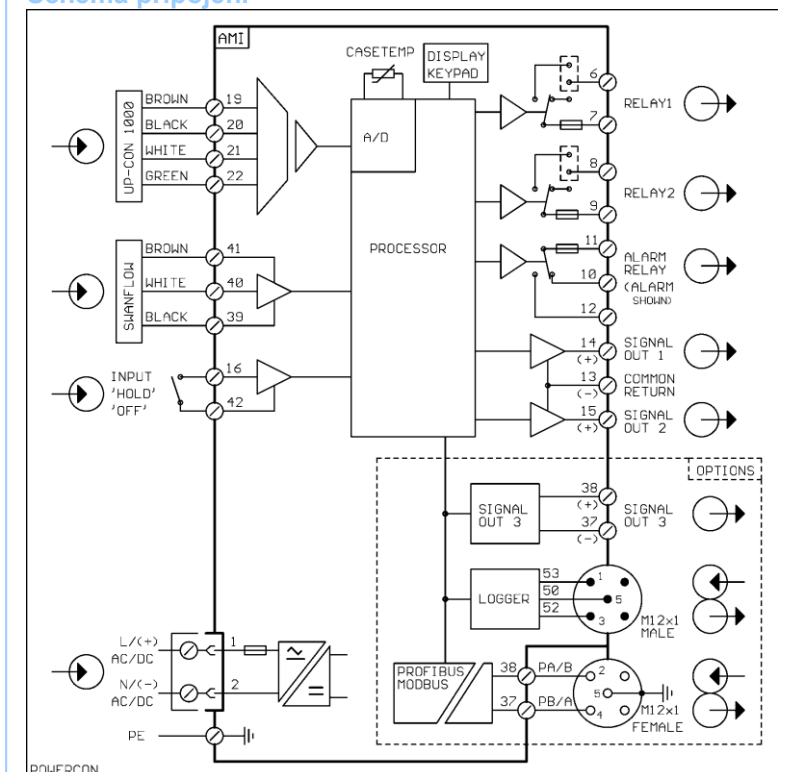 Schéma připojení
AMI
CASETEMP
DISPLAY
KEYPAD
A/D
PROCESSOR
UP-CON 1000
BROWN 19
BLACK 20
WHITE 21
GREEN 22
SWANFLOW
BROWN 41
WHITE 40
BLACK 39
INPUT
'HOLD'
'OFF'
16
42
6
RELAY1
7
8
RELAY2
9
11
ALARM
RELAY
10
(ALARM
SHOWN)
12
14 SIGNAL
(+) OUT 1
13 COMMON
(-) RETURN
15 SIGNAL
(+) OUT 2
OPTIONS
SIGNAL
OUT 3
38
(+)
37
(-)
SIGNAL
OUT 3
LOGGER
53
50
52
1
5
3
M12x1
MALE
PROFIBUS
MODBUS
38 PA/B
37 PB/A
2
5
4
M12x1
FEMALE
L/(+)
AC/DC
1
N/(-)
AC/DC
2
PE
POWERCON